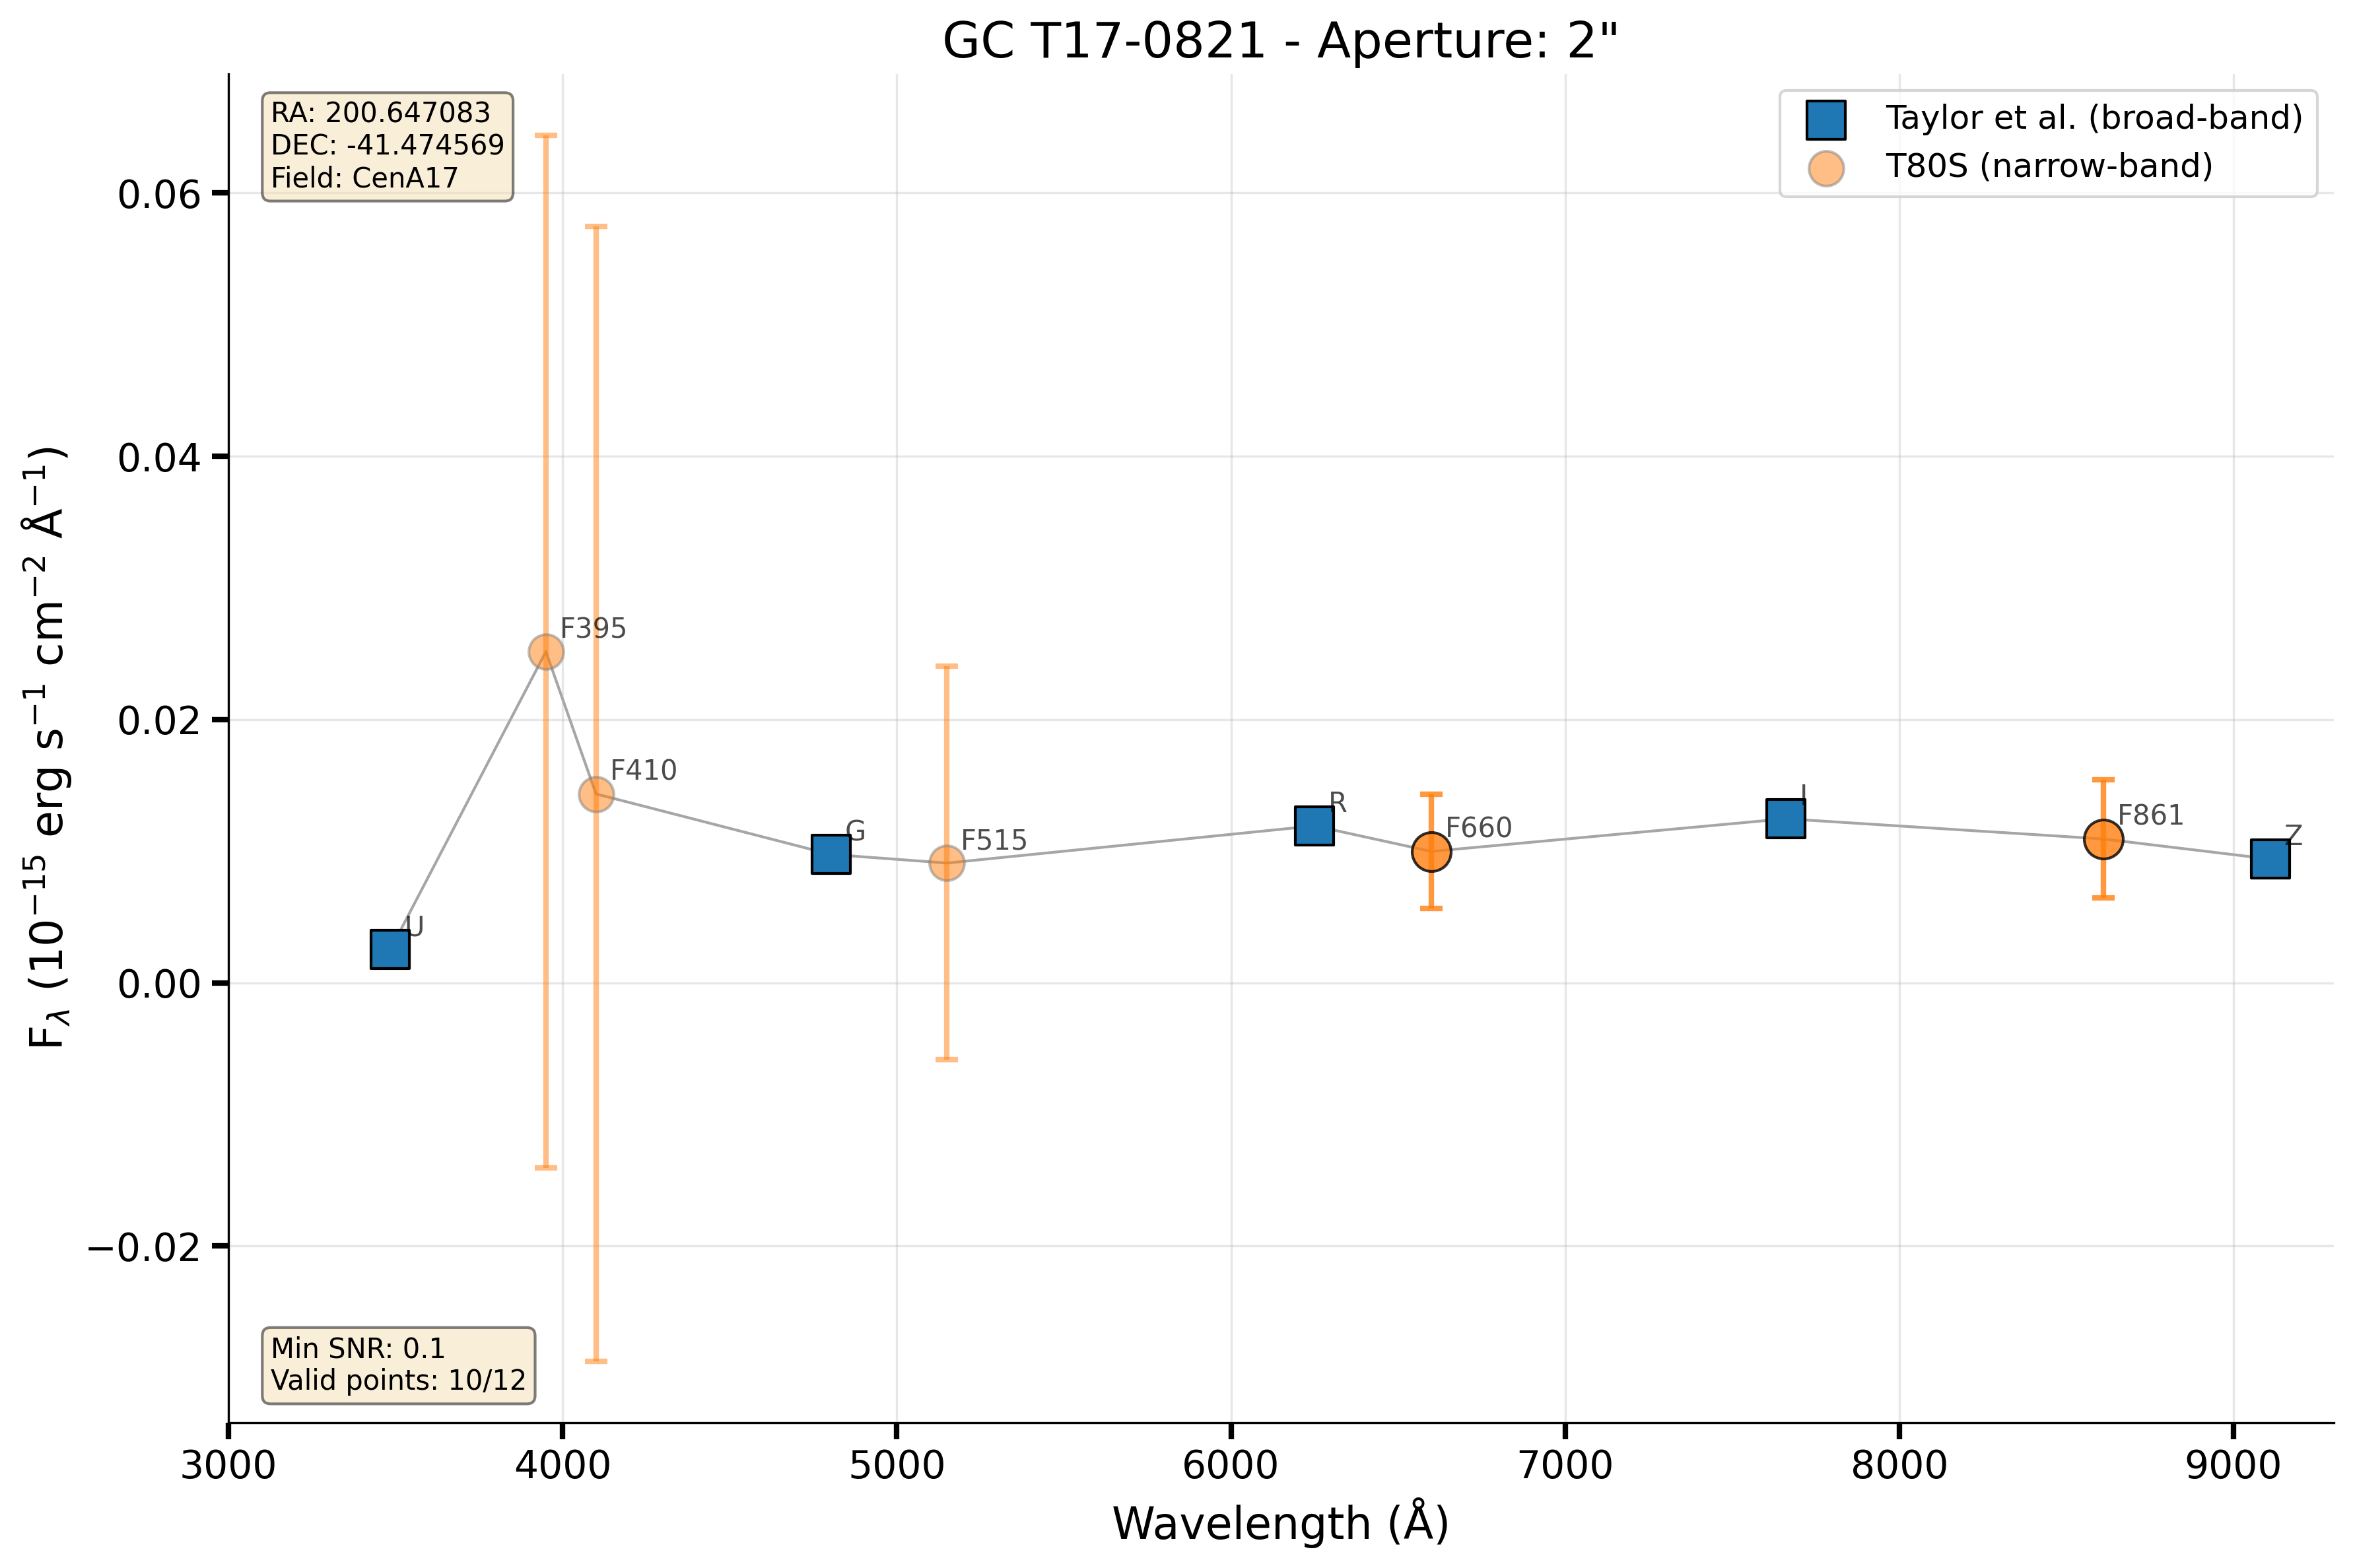 GC T17-0821 - Aperture: 2"
RA: 200.647083
DEC: -41.474569
Field: CenA17
Taylor et al. (broad-band)
T80S (narrow-band)
0.06
0.04
0.02
0.00
−0.02
F_λ (10⁻¹⁵ erg s⁻¹ cm⁻² Å⁻¹)
U
F395
F410
G
F515
R
F660
I
F861
Z
Min SNR: 0.1
Valid points: 10/12
3000 4000 5000 6000 7000 8000 9000
Wavelength (Å)